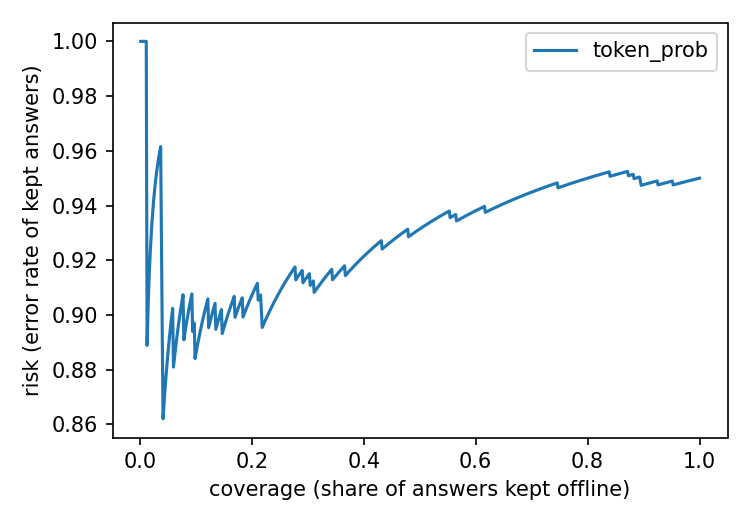 token_prob
risk (error rate of kept answers)
1.00
0.98
0.96
0.94
0.92
0.90
0.88
0.86
0.0 0.2 0.4 0.6 0.8 1.0
coverage (share of answers kept offline)